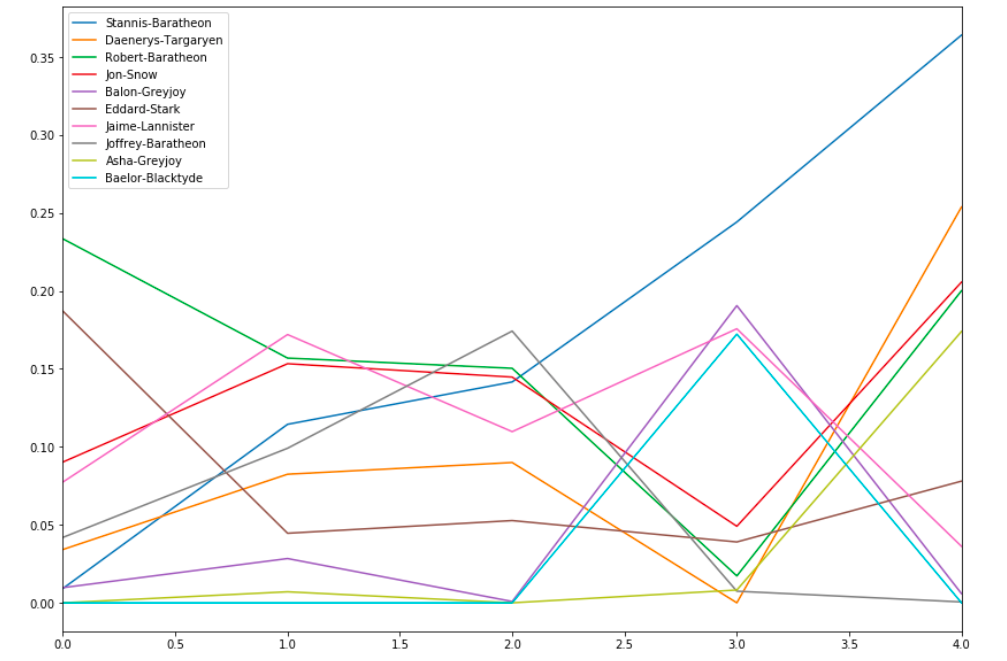 Stannis-Baratheon
Daenerys-Targaryen
Robert-Baratheon
Jon-Snow
Balon-Greyjoy
Eddard-Stark
Jaime-Lannister
Joffrey-Baratheon
Asha-Greyjoy
Baelor-Blacktyde
0.35
0.30
0.25
0.20
0.15
0.10
0.05
0.00
0.0 0.5 1.0 1.5 2.0 2.5 3.0 3.5 4.0